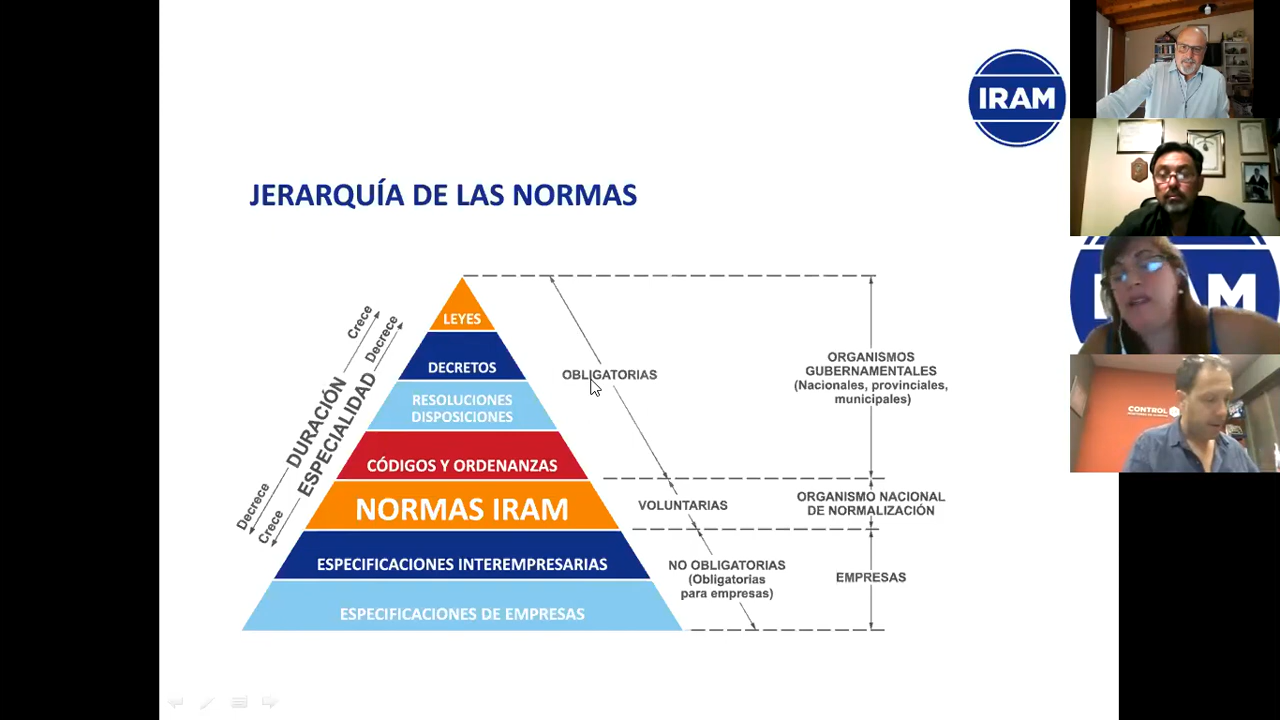 IRAM
JERARQUÍA DE LAS NORMAS
LEYES
DECRETOS
RESOLUCIONES
DISPOSICIONES
CÓDIGOS Y ORDENANZAS
NORMAS IRAM
ESPECIFICACIONES INTEREMPRESARIAS
ESPECIFICACIONES DE EMPRESAS
Crece
Decrece
DURACIÓN
ESPECIALIDAD
Decrece
Crece
OBLIGATORIAS
VOLUNTARIAS
NO OBLIGATORIAS
(Obligatorias
para empresas)
ORGANISMOS
GUBERNAMENTALES
(Nacionales, provinciales,
municipales)
ORGANISMO NACIONAL
DE NORMALIZACIÓN
EMPRESAS
CONTROL